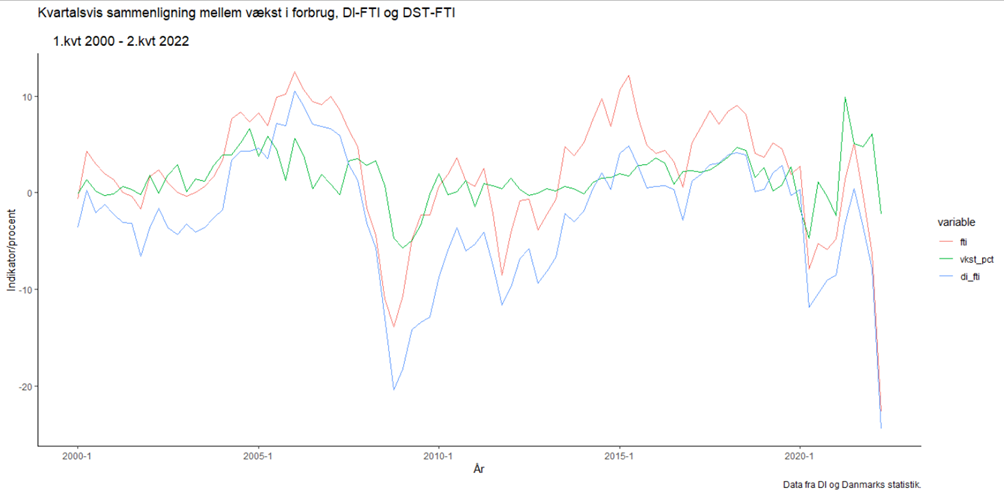 Kvartalsvis sammenligning mellem vækst i forbrug, DI-FTI og DST-FTI
1.kvt 2000 - 2.kvt 2022
Indikator/procent
10
0
-10
-20
2000-1
2005-1
2010-1
2015-1
2020-1
År
variable
fti
vkst_pct
di_fti
Data fra DI og Danmarks statistik.